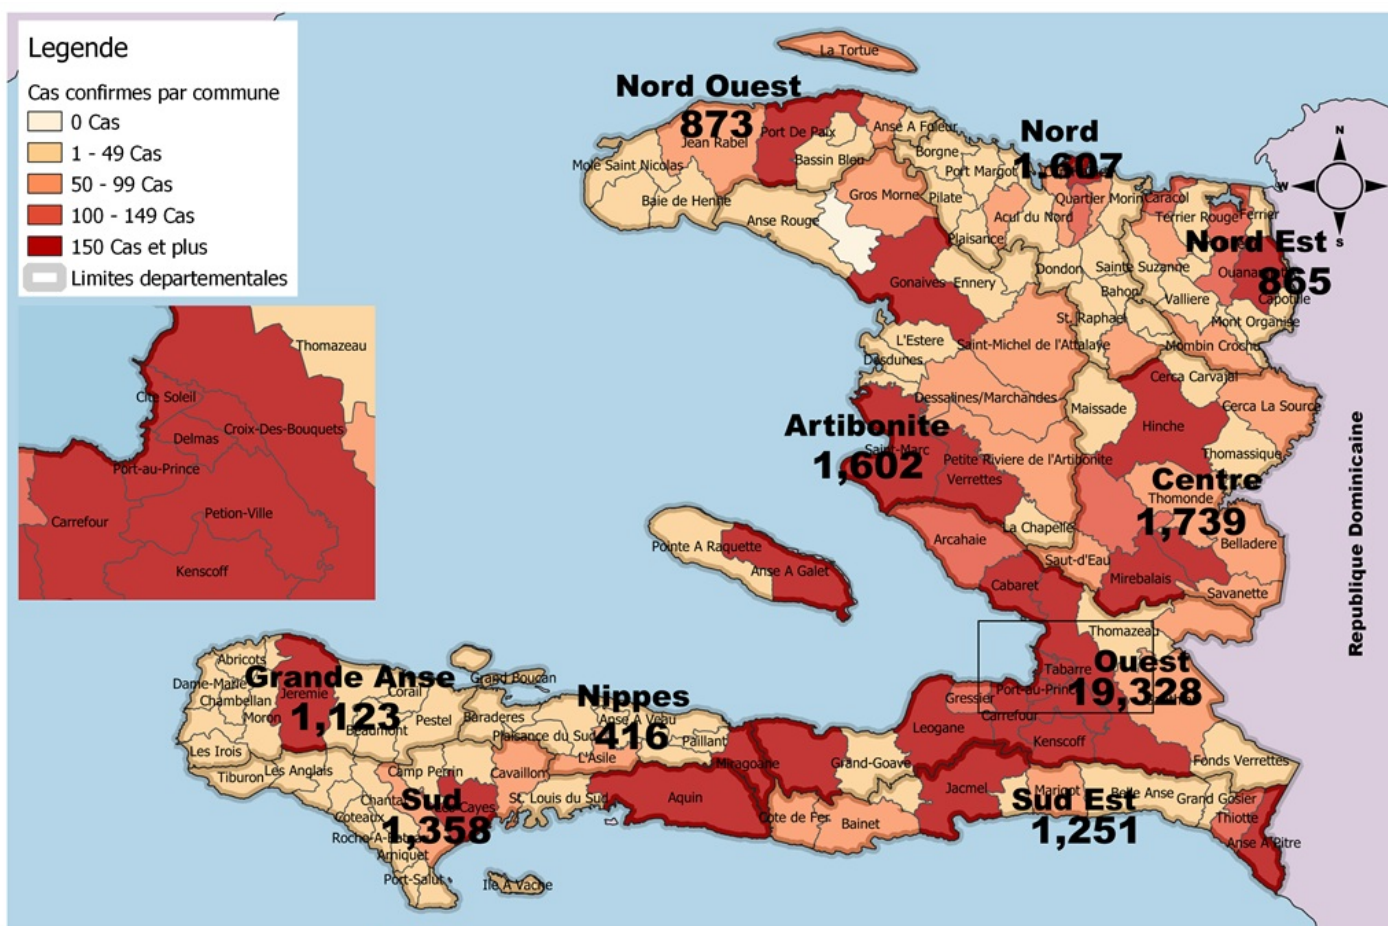 Legende
Cas confirmes par commune
0 Cas
1 - 49 Cas
50 - 99 Cas
100 - 149 Cas
150 Cas et plus
Limites departementales
Thomazeau
Cite Soleil
Delmas
Croix-Des-Bouquets
Port-au-Prince
Carrefour
Petion-Ville
Kenscoff
La Tortue
Nord Ouest
873
Port De Paix
Jean Rabel
Anse A Foleur
Mole Saint Nicolas
Bassin Bleu
Baie de Henne
Anse Rouge
Nord
1.607
Borgne
Port Margot
Gros Morne
Pilate
Quartier Morin
Caracol
Acul du Nord
Terrier Rouge
Ferrier
Plaisance
N
W
S
Nord Est
865
Capotille
Gonaives
Ennery
Dondon
Sainte Suzanne
Bahon
Valliere
St. Raphael
Mont Organise
L'Estere
Saint-Michel de l'Attalaye
Mombin Crochu
Desdunes
Cerca Carvajal
Dessalines/Marchandes
Maissade
Cerca La Source
Artibonite
1,602
Saint-Marc
Hinche
Petite Riviere de l'Artibonite
Verrettes
Thomassique
Centre
1,739
Thomonde
La Chapelle
Belladere
Arcahaie
Saut-d'Eau
Pointe A Raquette
Anse A Galet
Cabaret
Mirebalais
Savanette
Republique Dominicaine
Thomazeau
Ouest
19,328
Tabarre
Port-au-Prince
Gressier
Carrefour
Leogane
Kenscoff
Fonds Verrettes
Abricots
Grande Anse
1,123
Dame-Marie
Jeremie
Corail
Chambellan
Moron
Pestel
Beaumont
Les Irois
Grand Boucan
Nippes
416
Baraderes
Anse A Veau
Plaisance du Sud
Paillant
L'Asile
Miragoane
Grand-Goave
Tiburon
Les Anglais
Camp Perrin
Cavaillom
Sud
1,358
St. Louis du Sud
Aquin
Coteaux
Arniquet
Port-Salut
Ile A Vache
Jacmel
Sud Est
1,251
Marigot
Belle Anse
Grand Gosier
Thiotte
Anse A Pitre
Cote de Fer
Bainet